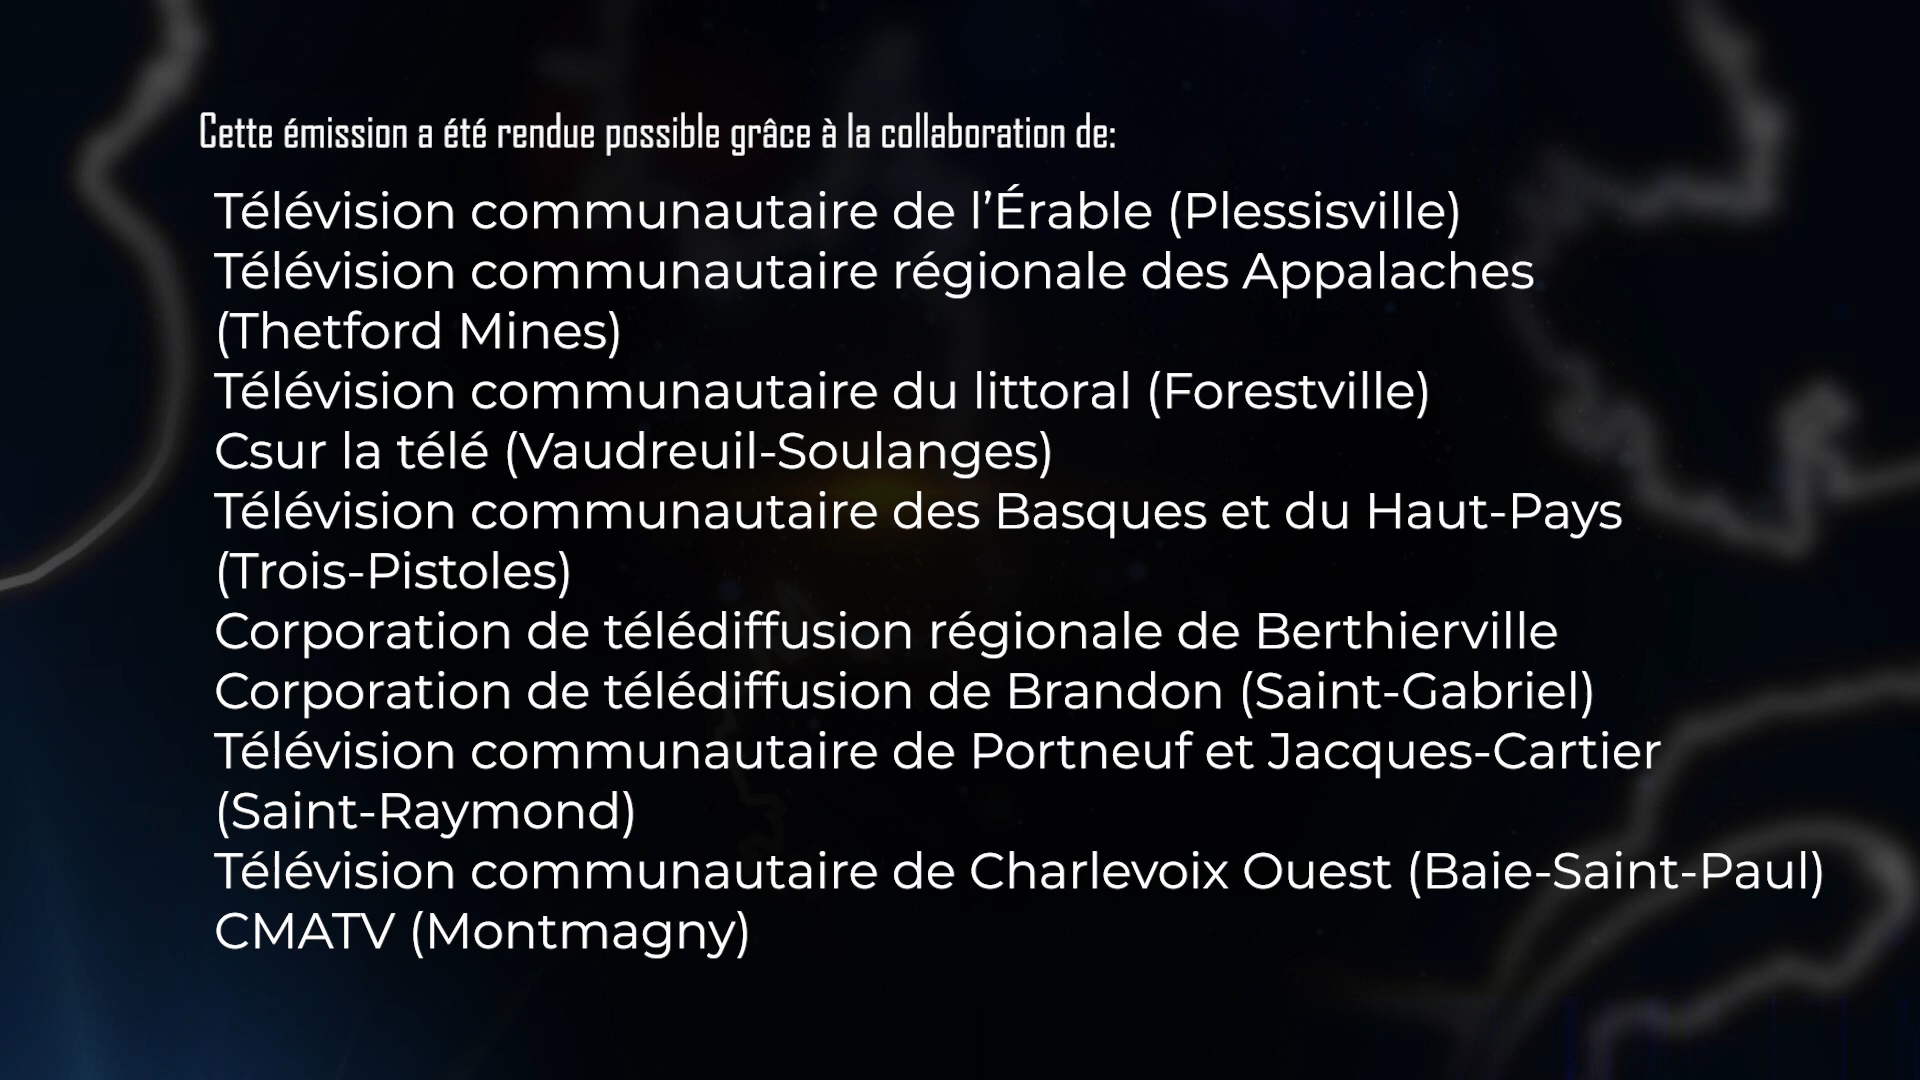 Cette émission a été rendue possible grâce à la collaboration de:
Télévision communautaire de l’Érable (Plessisville)
Télévision communautaire régionale des Appalaches
(Thetford Mines)
Télévision communautaire du littoral (Forestville)
Csur la télé (Vaudreuil-Soulanges)
Télévision communautaire des Basques et du Haut-Pays
(Trois-Pistoles)
Corporation de télédiffusion régionale de Berthierville
Corporation de télédiffusion de Brandon (Saint-Gabriel)
Télévision communautaire de Portneuf et Jacques-Cartier
(Saint-Raymond)
Télévision communautaire de Charlevoix Ouest (Baie-Saint-Paul)
CMATV (Montmagny)